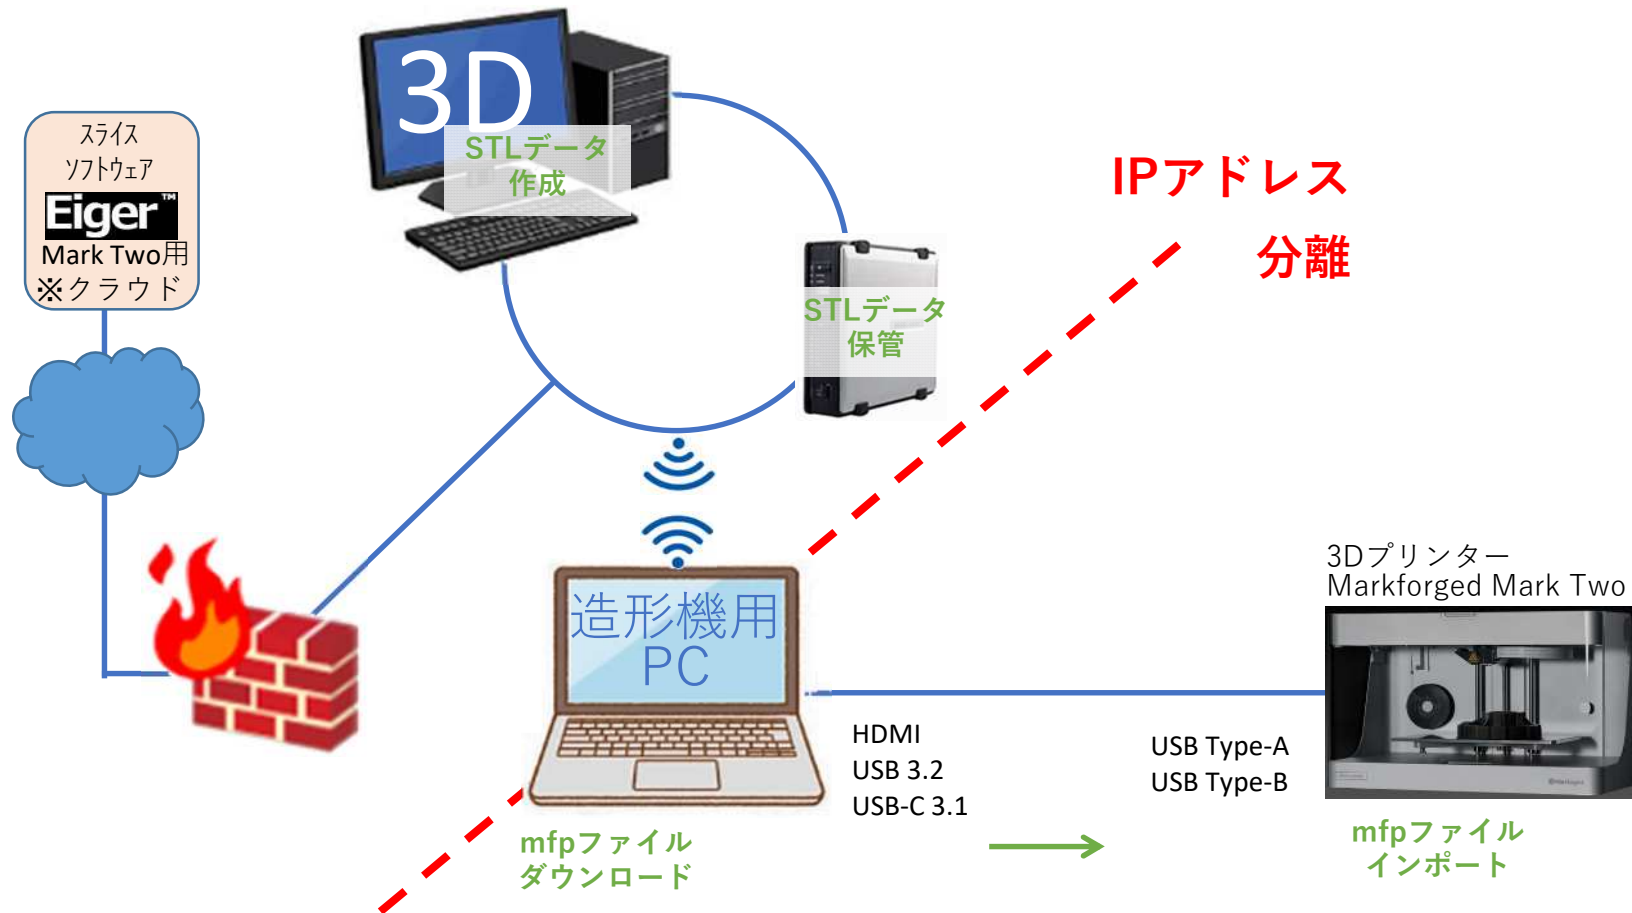 3D
STLデータ
作成
スライス
ソフトウェア
Eiger™
Mark Two用
※クラウド
IPアドレス
分離
STLデータ
保管
造形機用
PC
3Dプリンター
Markforged Mark Two
HDMI
USB 3.2
USB-C 3.1
USB Type-A
USB Type-B
mfpファイル
ダウンロード
mfpファイル
インポート